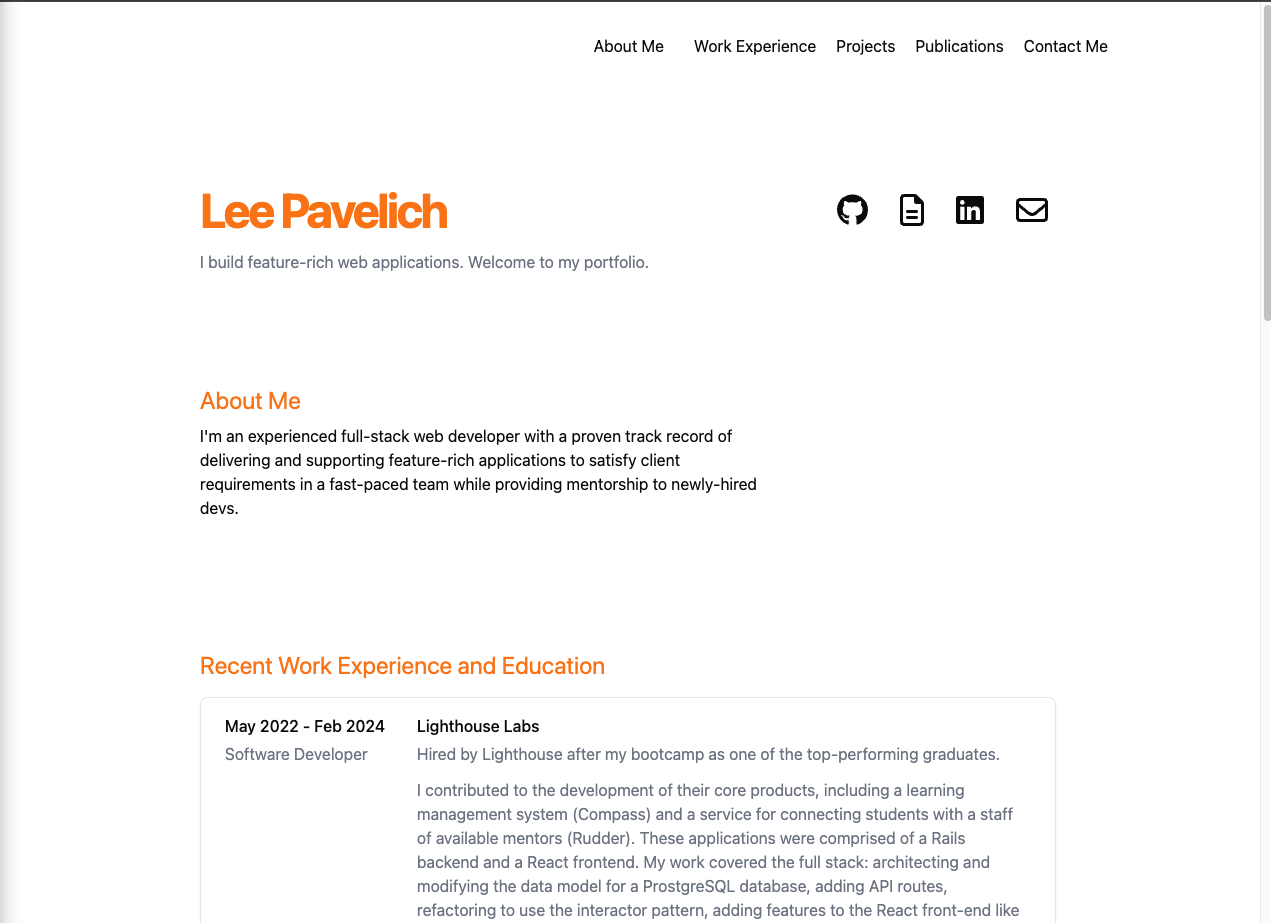 About Me Work Experience Projects Publications Contact Me
Lee Pavelich
I build feature-rich web applications. Welcome to my portfolio.
About Me
I'm an experienced full-stack web developer with a proven track record of
delivering and supporting feature-rich applications to satisfy client
requirements in a fast-paced team while providing mentorship to newly-hired
devs.
Recent Work Experience and Education
May 2022 - Feb 2024
Software Developer
Lighthouse Labs
Hired by Lighthouse after my bootcamp as one of the top-performing graduates.
I contributed to the development of their core products, including a learning
management system (Compass) and a service for connecting students with a staff
of available mentors (Rudder). These applications were comprised of a Rails
backend and a React frontend. My work covered the full stack: architecting and
modifying the data model for a ProstgreSQL database, adding API routes,
refactoring to use the interactor pattern, adding features to the React front-end like